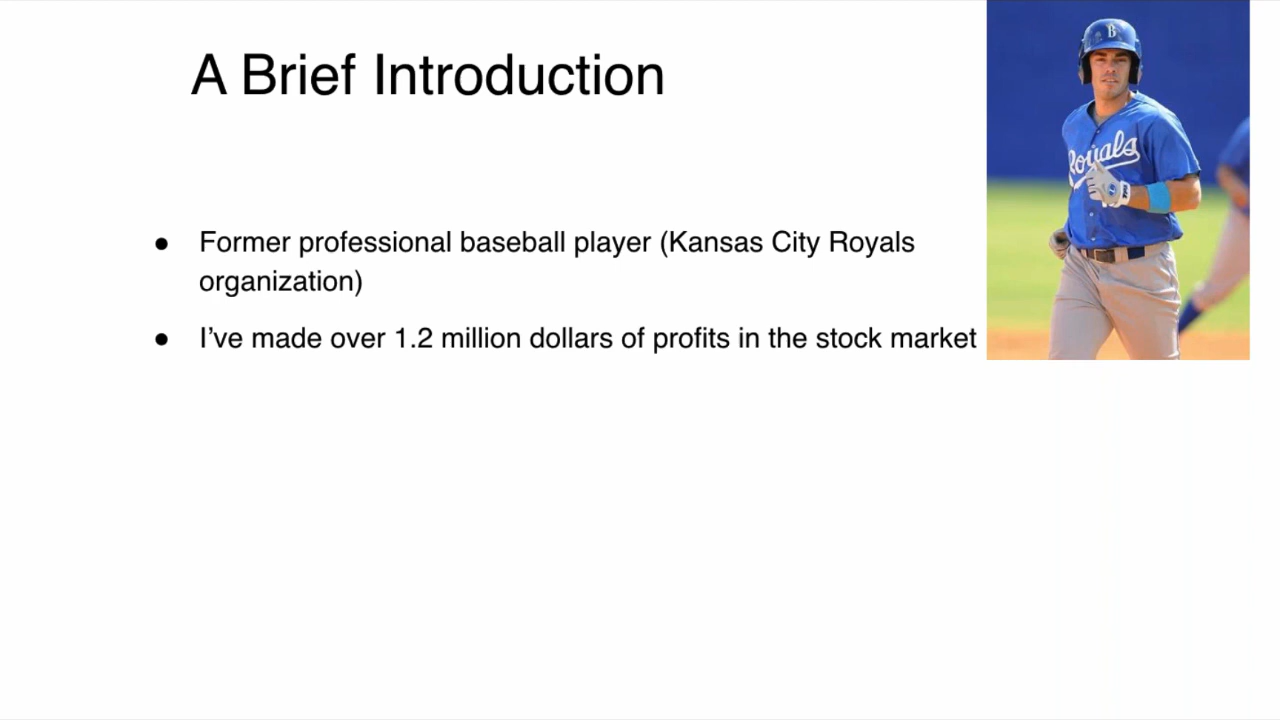 A Brief Introduction
B
Royals
● Former professional baseball player (Kansas City Royals
organization)
● I’ve made over 1.2 million dollars of profits in the stock market